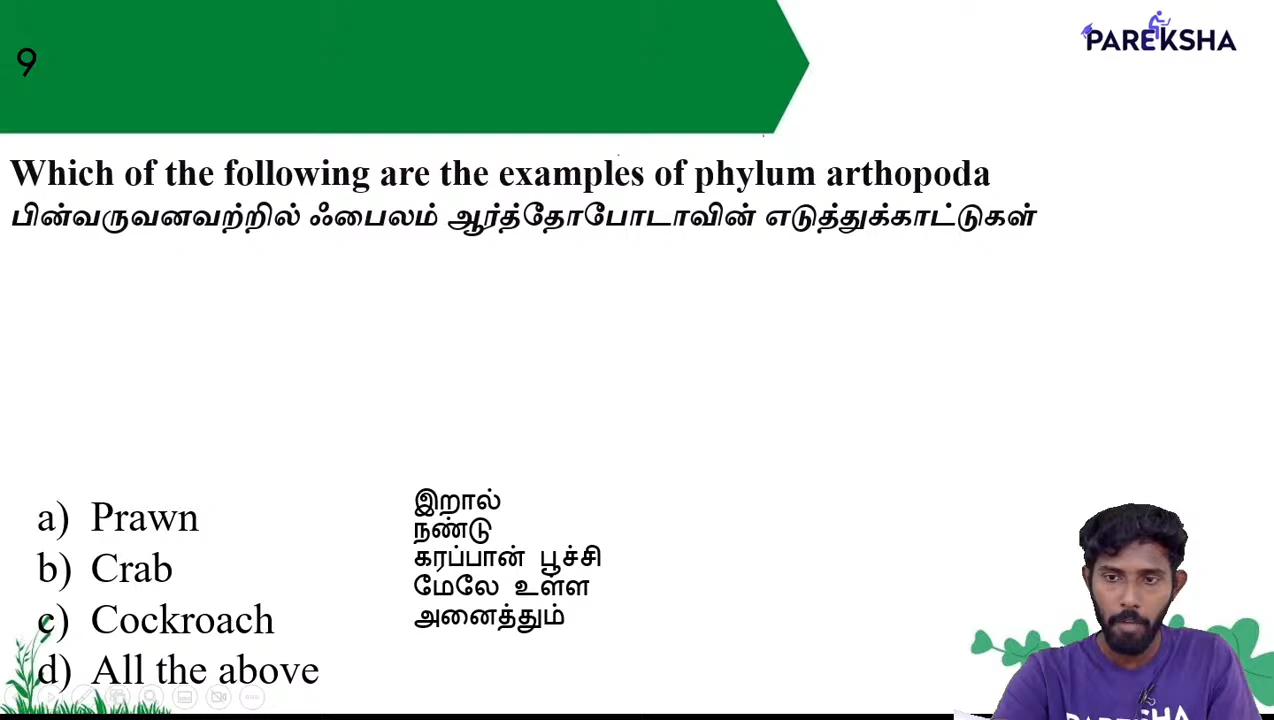 PAREKSHA
9
Which of the following are the examples of phylum arthopoda
பின்வருவனவற்றில் ஃபைலம் ஆர்த்தோபோடாவின் எடுத்துக்காட்டுகள்
a) Prawn
b) Crab
c) Cockroach
d) All the above
இறால்
நண்டு
கரப்பான் பூச்சி
மேலே உள்ள
அனைத்தும்
PAREKSHA